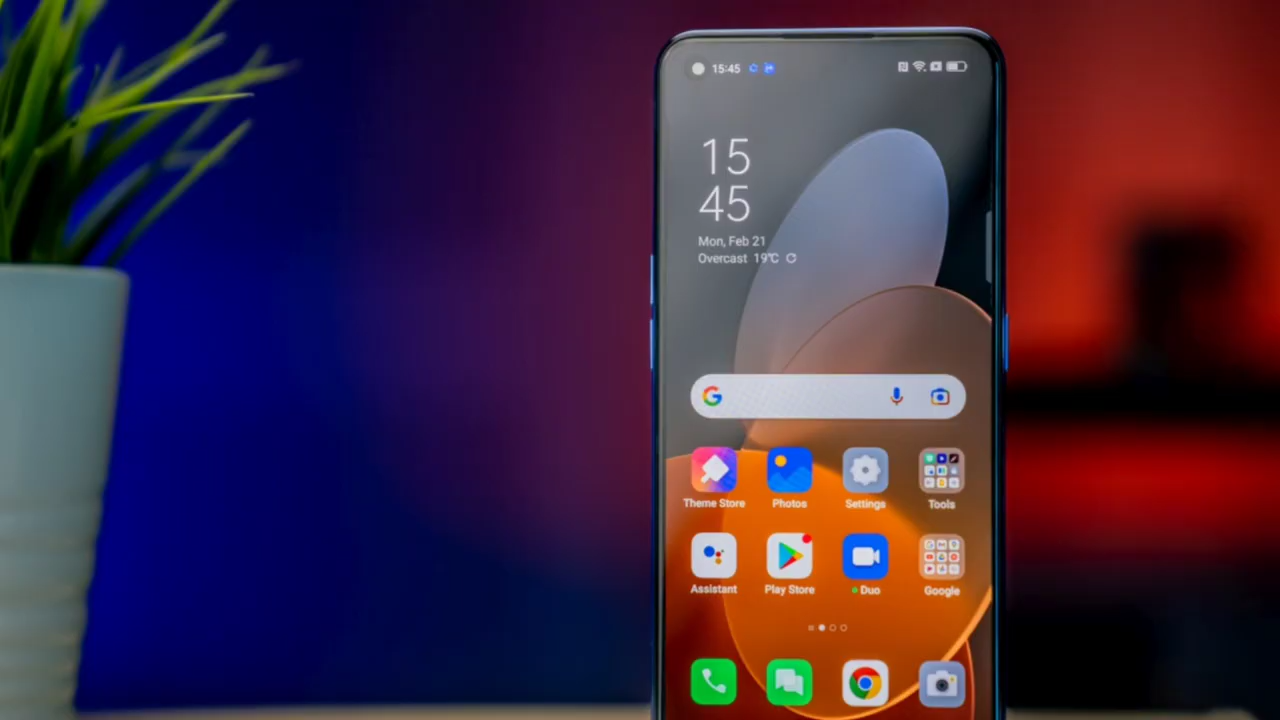 15:45
15
45
Mon, Feb 21
Overcast 19°C
Theme Store Photos Settings Tools
Assistant Play Store Duo Google